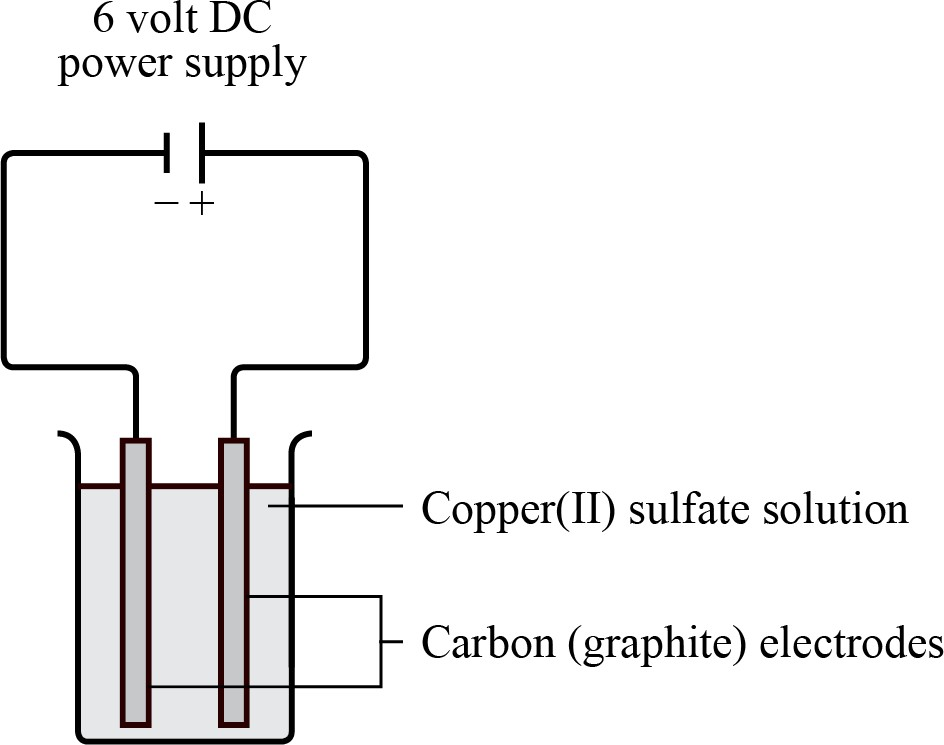 6 volt DC
power supply
− +
Copper(II) sulfate solution
Carbon (graphite) electrodes